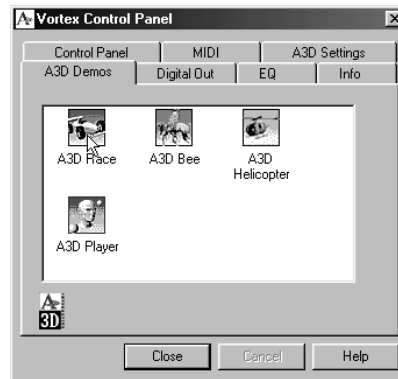 Vortex Control Panel
Control Panel MIDI A3D Settings
A3D Demos Digital Out EQ Info
A3D Race A3D Bee A3D
Helicopter
A3D Player
A
3D
Close Cancel Help